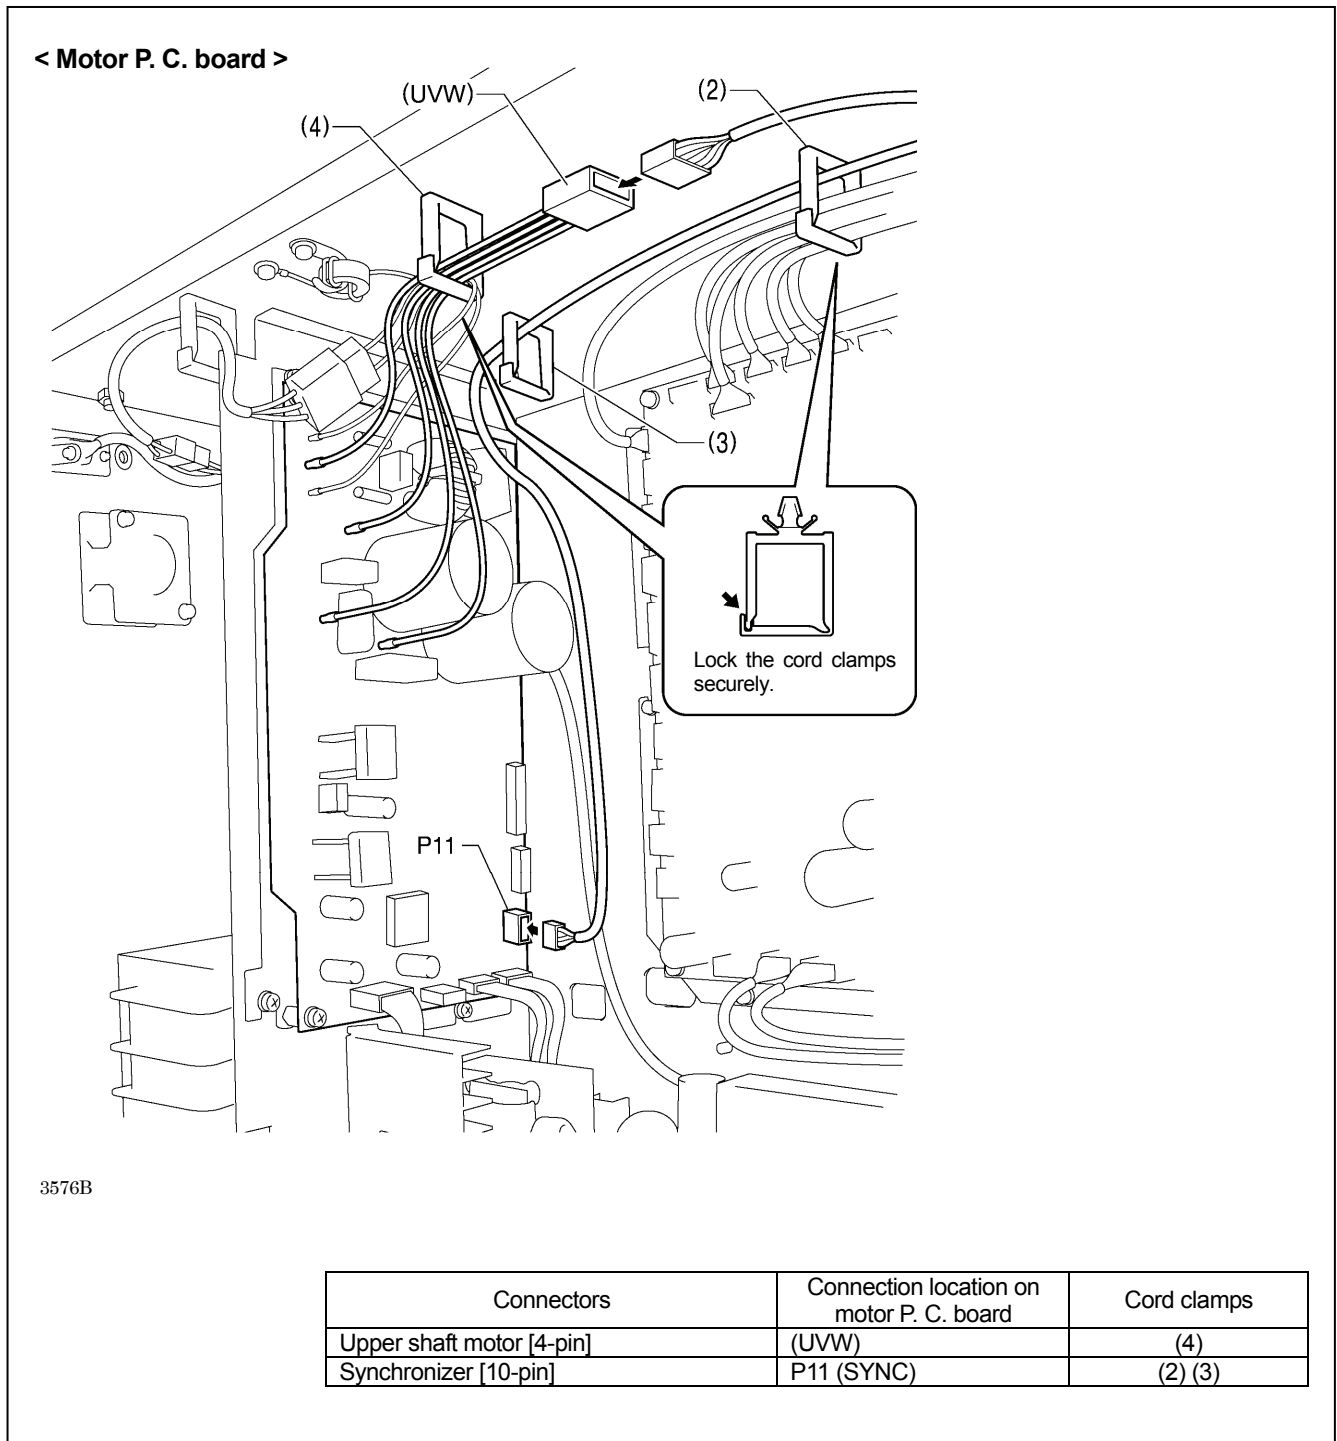 < Motor P. C. board >
(UVW)
(2)
(4)
(3)
Lock the cord clamps
securely.
P11
3576B
Connectors
Connection location on
motor P. C. board
Cord clamps
Upper shaft motor [4-pin]
(UVW)
(4)
Synchronizer [10-pin]
P11 (SYNC)
(2) (3)